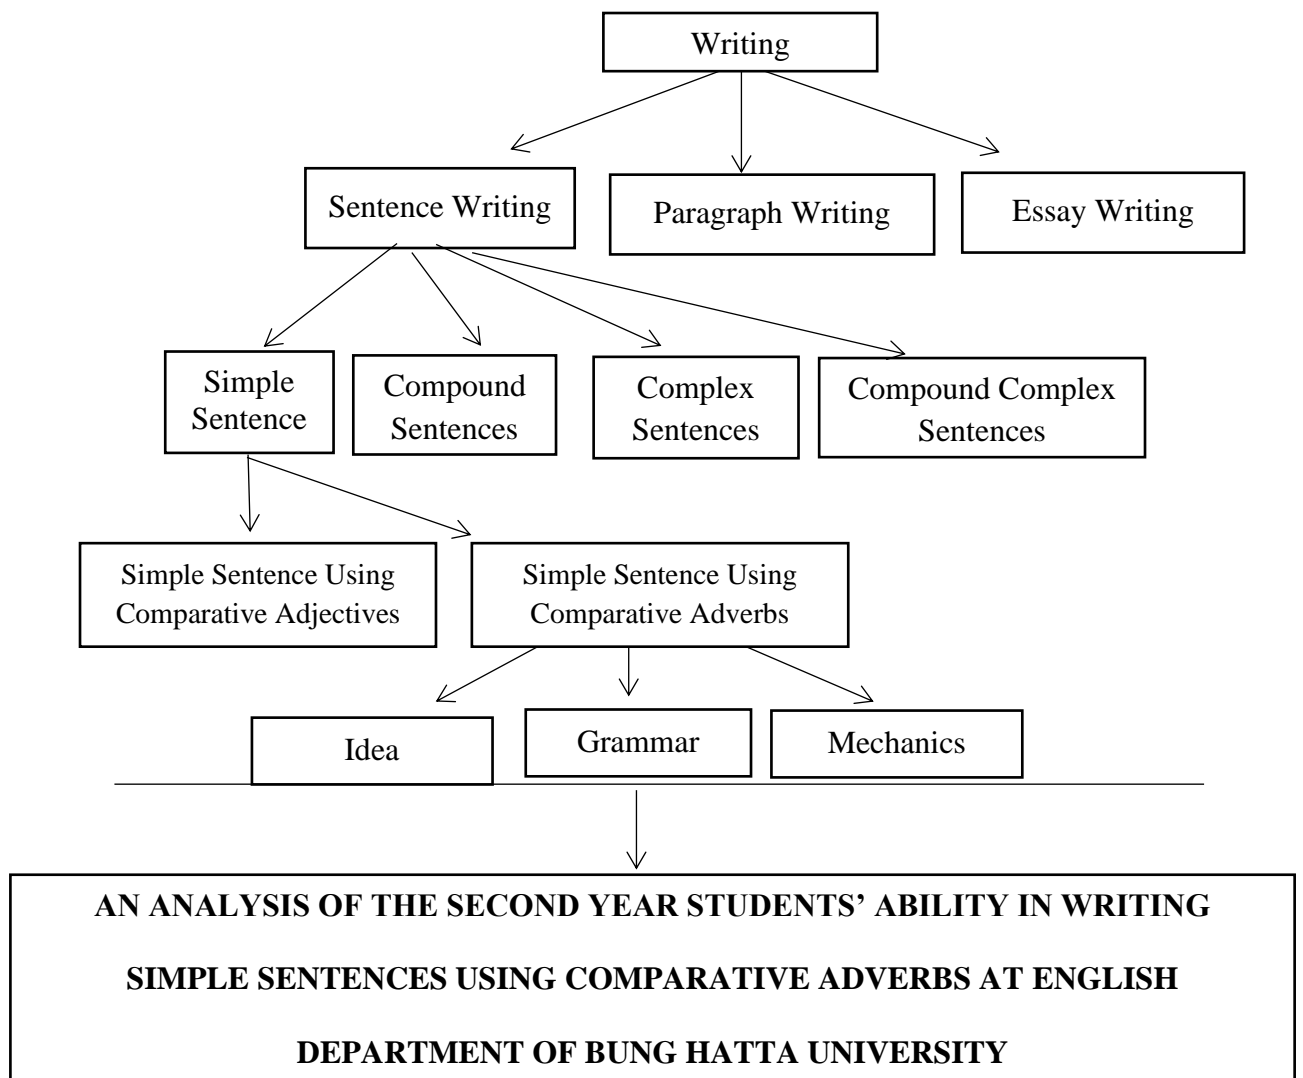 Writing
Sentence Writing
Paragraph Writing
Essay Writing
Simple
Sentence
Compound
Sentences
Complex
Sentences
Compound Complex
Sentences
Simple Sentence Using
Comparative Adjectives
Simple Sentence Using
Comparative Adverbs
Idea
Grammar
Mechanics
AN ANALYSIS OF THE SECOND YEAR STUDENTS’ ABILITY IN WRITING
SIMPLE SENTENCES USING COMPARATIVE ADVERBS AT ENGLISH
DEPARTMENT OF BUNG HATTA UNIVERSITY